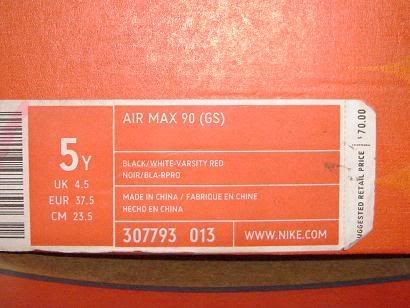 AIR MAX 90 (GS)
5Y
UK 4.5
EUR 37.5
CM 23.5
BLACK/WHITE-VARSITY RED
NOIR/BLA-RPRO
MADE IN CHINA / FABRIQUE EN CHINE
HECHO EN CHINA
307793 013
WWW.NIKE.COM
SUGGESTED RETAIL PRICE $70.00